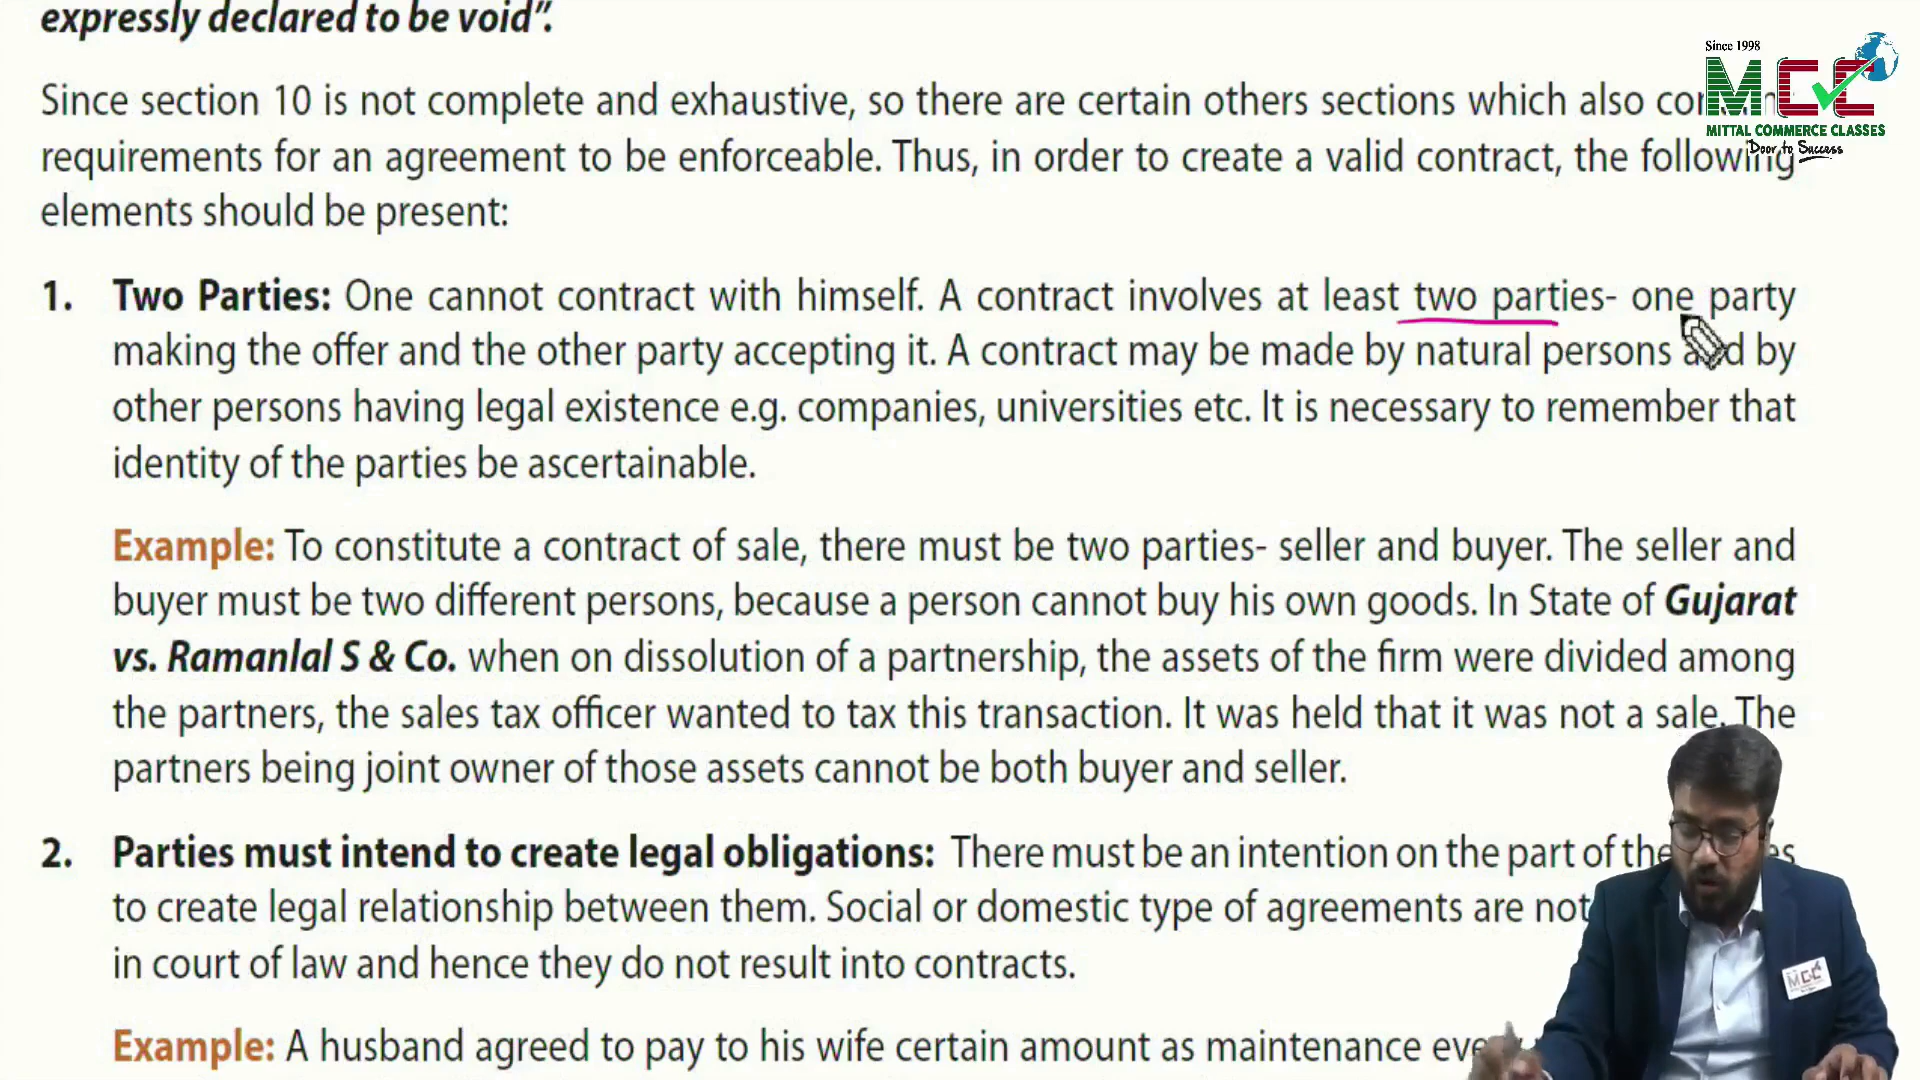 expressly declared to be void”.
Since 1998
MCC
MITTAL COMMERCE CLASSES
Door to Success
Since section 10 is not complete and exhaustive, so there are certain others sections which also
requirements for an agreement to be enforceable. Thus, in order to create a valid contract, the following
elements should be present:
1. Two Parties: One cannot contract with himself. A contract involves at least two parties- one party
making the offer and the other party accepting it. A contract may be made by natural persons and by
other persons having legal existence e.g. companies, universities etc. It is necessary to remember that
identity of the parties be ascertainable.
Example: To constitute a contract of sale, there must be two parties- seller and buyer. The seller and
buyer must be two different persons, because a person cannot buy his own goods. In State of Gujarat
vs. Ramanlal S & Co. when on dissolution of a partnership, the assets of the firm were divided among
the partners, the sales tax officer wanted to tax this transaction. It was held that it was not a sale. The
partners being joint owner of those assets cannot be both buyer and seller.
2. Parties must intend to create legal obligations: There must be an intention on the part of the
to create legal relationship between them. Social or domestic type of agreements are not
in court of law and hence they do not result into contracts.
Example: A husband agreed to pay to his wife certain amount as maintenance
MCC